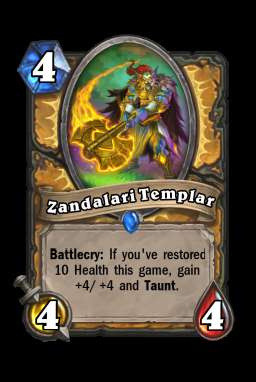 4
Zandalari Templar
Battlecry: If you've restored
10 Health this game, gain
+4/ +4 and Taunt.
4
4